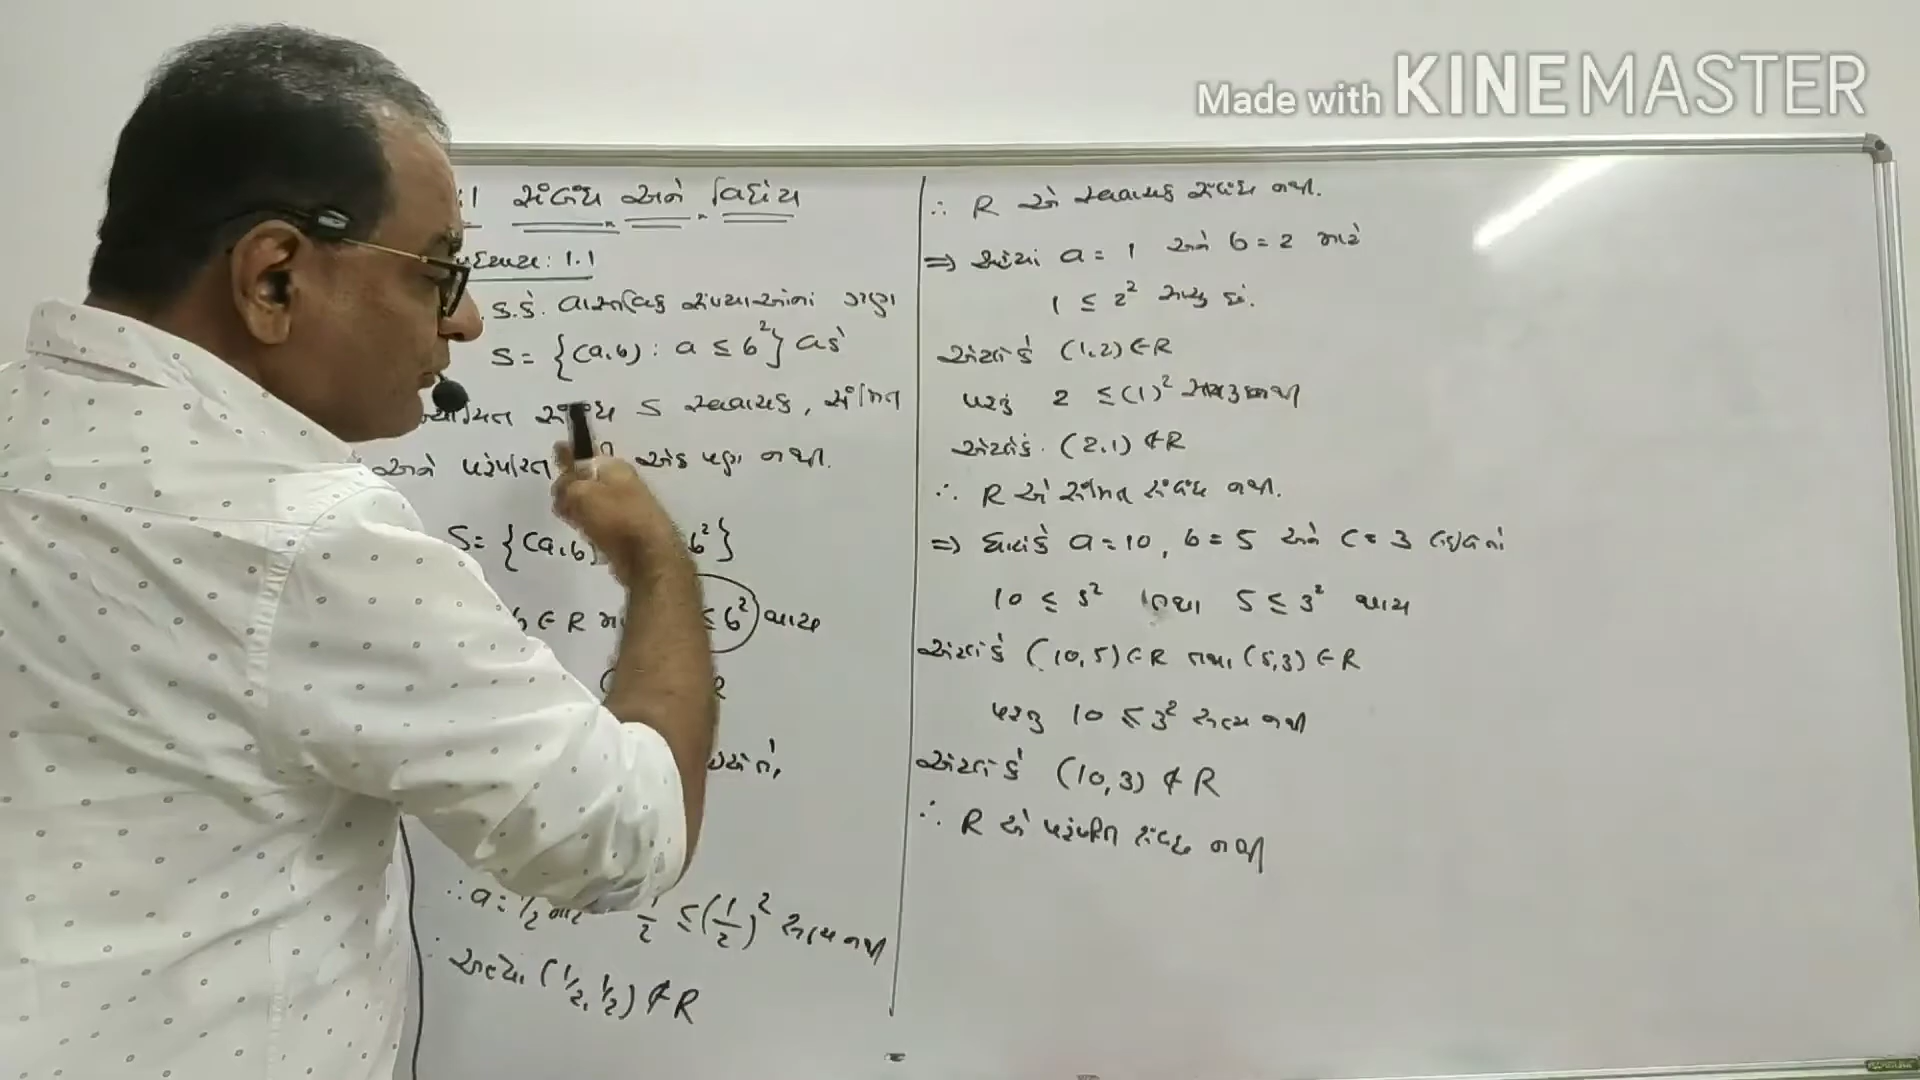 Made with KINEMASTER
:1 સંબંધ અને વિધેય
: 1.1
સા.કે. વાસ્તવિક સંખ્યાઓનાં ગણ
S = {(a,b) : a ≤ b²} વડે
સંબંધ S સ્વવાચક, સંમિત
અને પરંપરિત એક પણ નથી.
S = {(a,b) b²}
b ∈ R ≤ b² થાય
R
∴ a = 1/2 માટે 1/2 ≤ (1/2)² સત્ય નથી
∴ (1/2, 1/2) ∉ R
∴ R એ સ્વવાચક સંબંધ નથી.
⇒ a = 1 અને b = 2 માટે
1 ≤ 2² સત્ય છે.
એટલે કે (1,2) ∈ R
પરંતુ 2 ≤ (1)² નથી
એટલે કે (2,1) ∉ R
∴ R એ સંમિત સંબંધ નથી.
⇒ ધારો કે a = 10, b = 5 અને c = 3 લેતાં
10 ≤ 5² તથા 5 ≤ 3² થાય
એટલે કે (10,5) ∈ R તથા (5,3) ∈ R
પરંતુ 10 ≤ 3² સત્ય નથી
એટલે કે (10,3) ∉ R
∴ R એ પરંપરિત સંબંધ નથી